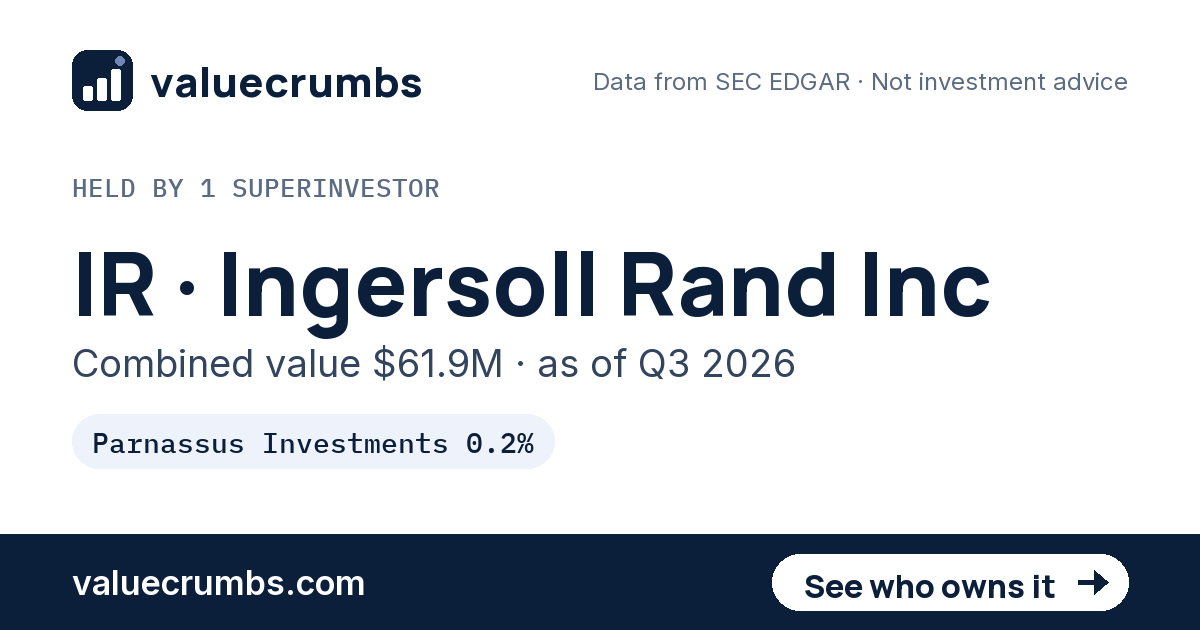 valuecrumbs
Data from SEC EDGAR · Not investment advice
HELD BY 1 SUPERINVESTOR
IR · Ingersoll Rand Inc
Combined value $61.9M · as of Q3 2026
Parnassus Investments 0.2%
valuecrumbs.com
See who owns it →